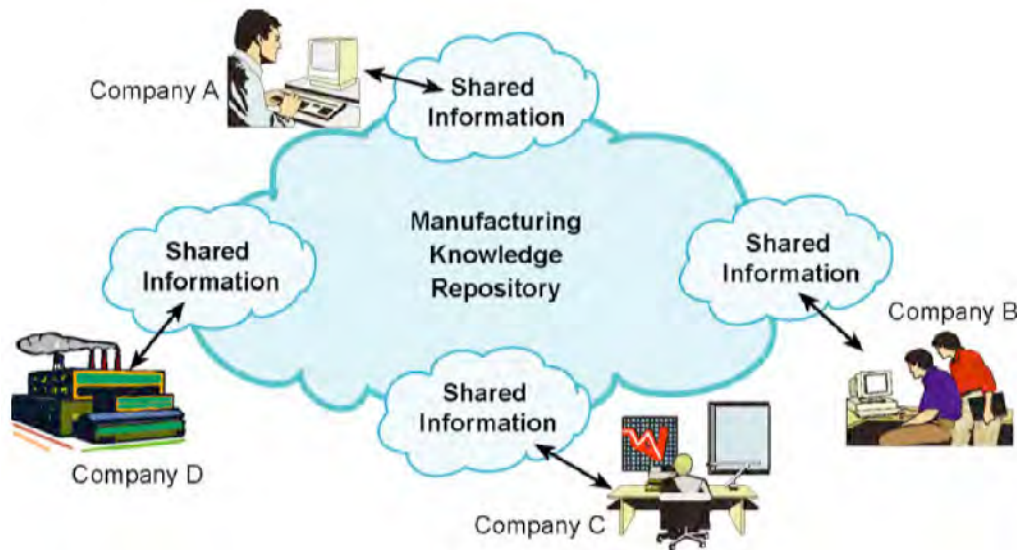 Company A
Shared
Information
Manufacturing
Knowledge
Repository
Shared
Information
Shared
Information
Company B
Shared
Information
Company D
Company C